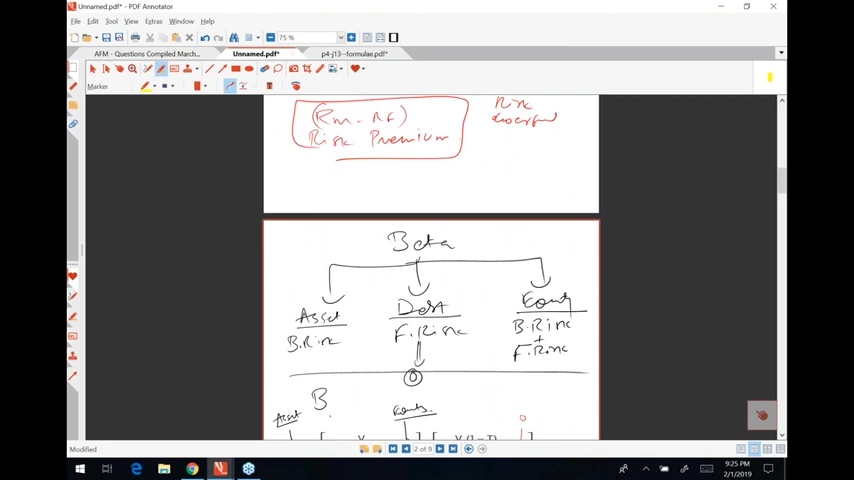 Unnamed.pdf* - PDF Annotator
File Edit Document View Extras Window Help
75 %
AFM - Questions Compiled March... Unnamed.pdf* p4-j13--formulae.pdf*
Marker
(Rm - RF)
Risk Premium
Risk
Beta
Asset Debt Equity
B.Risk F.Risk B.Risk
+
F.Risk
0
B
Asset Equity 0
Modified 2 of 9
9:25 PM
2/1/2019